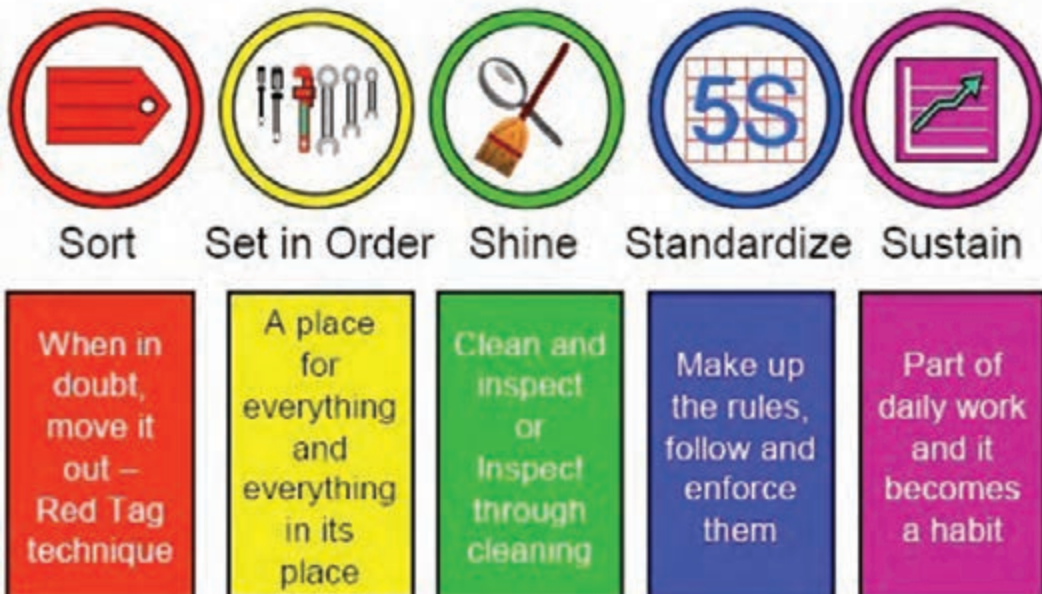 5S
Sort
Set in Order
Shine
Standardize
Sustain
When in
doubt,
move it
out –
Red Tag
technique
A place
for
everything
and
everything
in its
place
Clean and
inspect
or
Inspect
through
cleaning
Make up
the rules,
follow and
enforce
them
Part of
daily work
and it
becomes
a habit